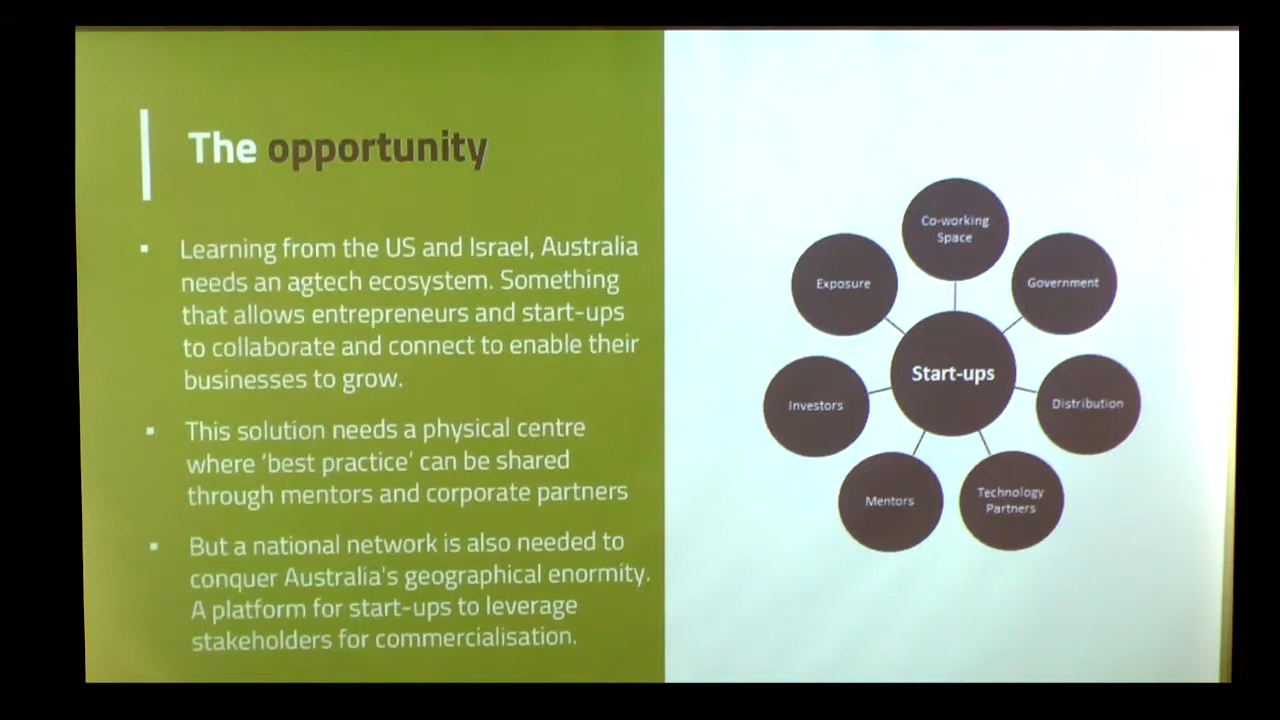 The opportunity
▪ Learning from the US and Israel, Australia
needs an agtech ecosystem. Something
that allows entrepreneurs and start-ups
to collaborate and connect to enable their
businesses to grow.
▪ This solution needs a physical centre
where ‘best practice’ can be shared
through mentors and corporate partners
▪ But a national network is also needed to
conquer Australia's geographical enormity.
A platform for start-ups to leverage
stakeholders for commercialisation.
Co-working
Space
Exposure
Government
Start-ups
Investors
Distribution
Mentors
Technology
Partners